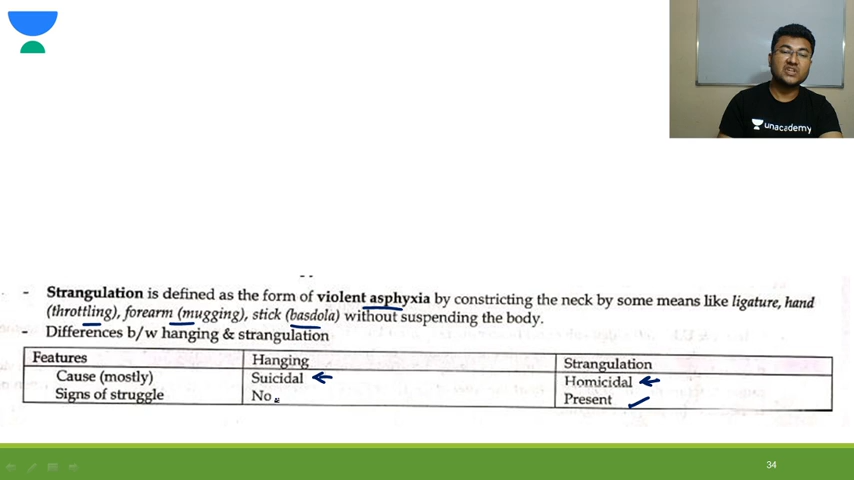 unacademy
- Strangulation is defined as the form of violent asphyxia by constricting the neck by some means like ligature, hand
(throttling), forearm (mugging), stick (basdola) without suspending the body.
- Differences b/w hanging & strangulation
Features Hanging Strangulation
Cause (mostly) Suicidal Homicidal
Signs of struggle No Present
34